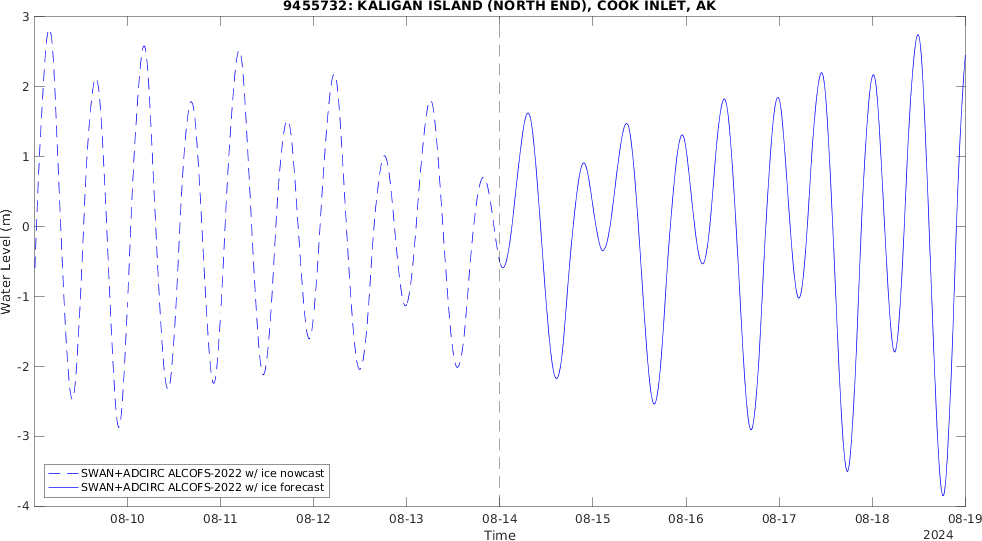 9455732: KALIGAN ISLAND (NORTH END), COOK INLET, AK
3
2
1
0
-1
-2
-3
-4
Water Level (m)
SWAN+ADCIRC ALCOFS-2022 w/ ice nowcast
SWAN+ADCIRC ALCOFS-2022 w/ ice forecast
08-10 08-11 08-12 08-13 08-14 08-15 08-16 08-17 08-18 08-19
Time
2024